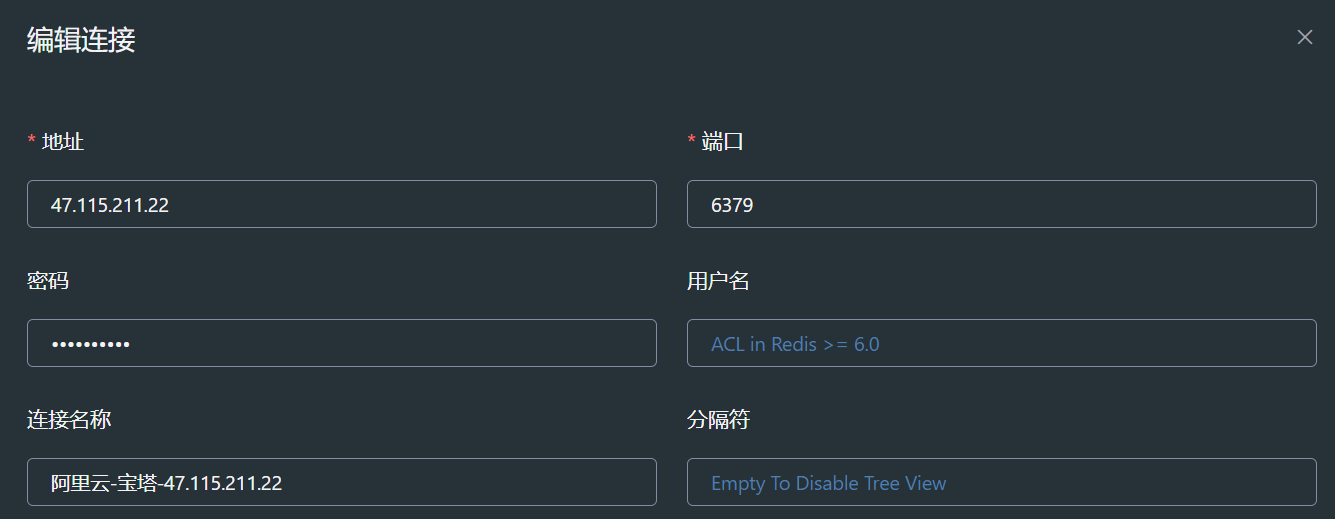 编辑连接
* 地址
* 端口
47.115.211.22
6379
密码
用户名
••••••••••
ACL in Redis >= 6.0
连接名称
分隔符
阿里云-宝塔-47.115.211.22
Empty To Disable Tree View